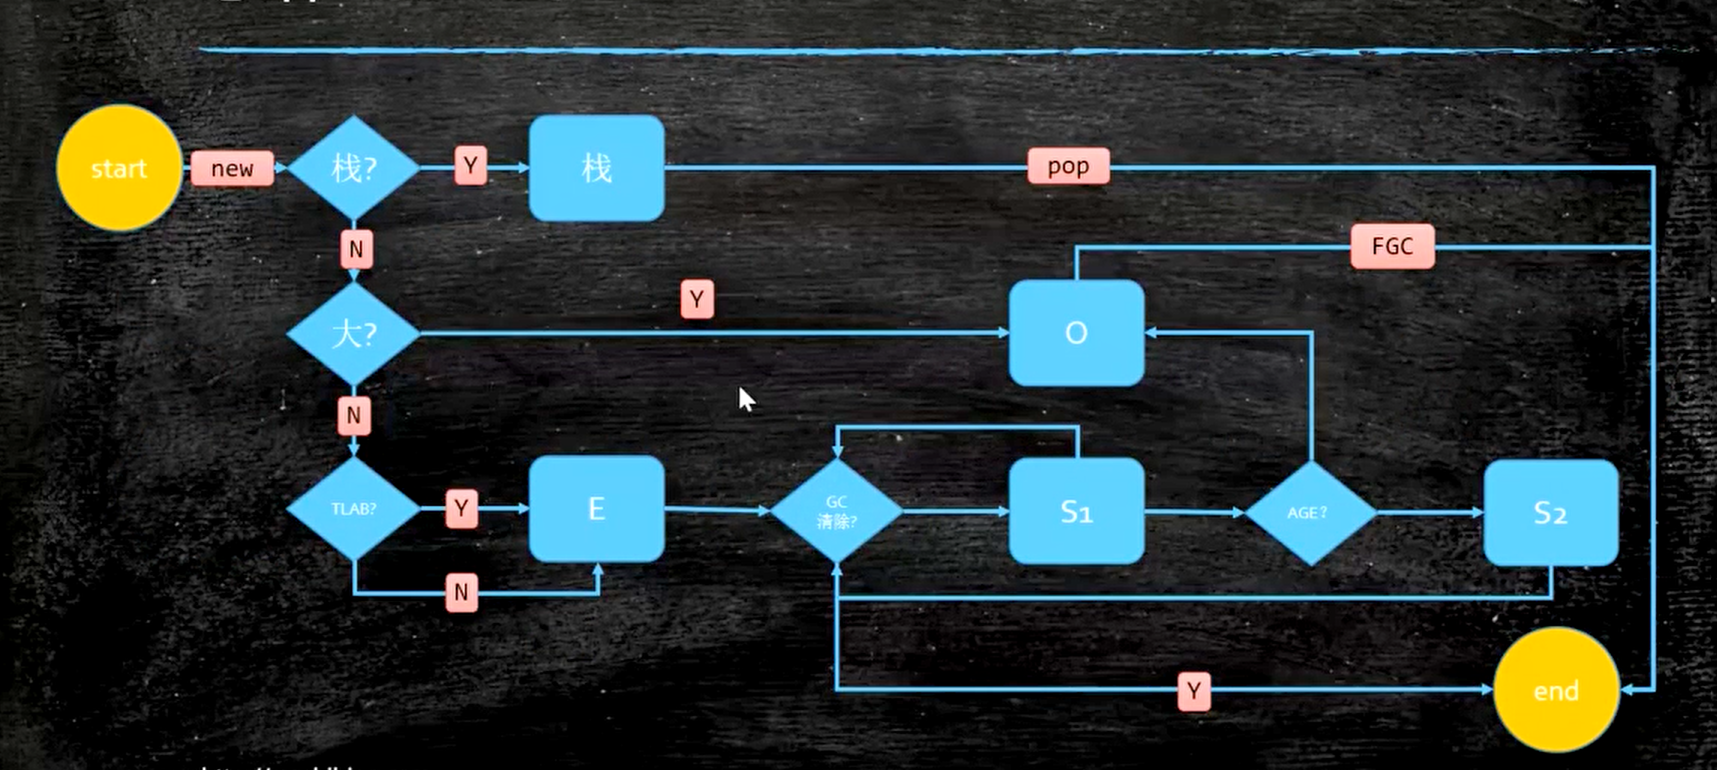 start
new
栈?
Y
栈
pop
N
FGC
Y
大?
O
N
TLAB?
Y
E
GC
清除?
S1
AGE?
S2
N
Y
end